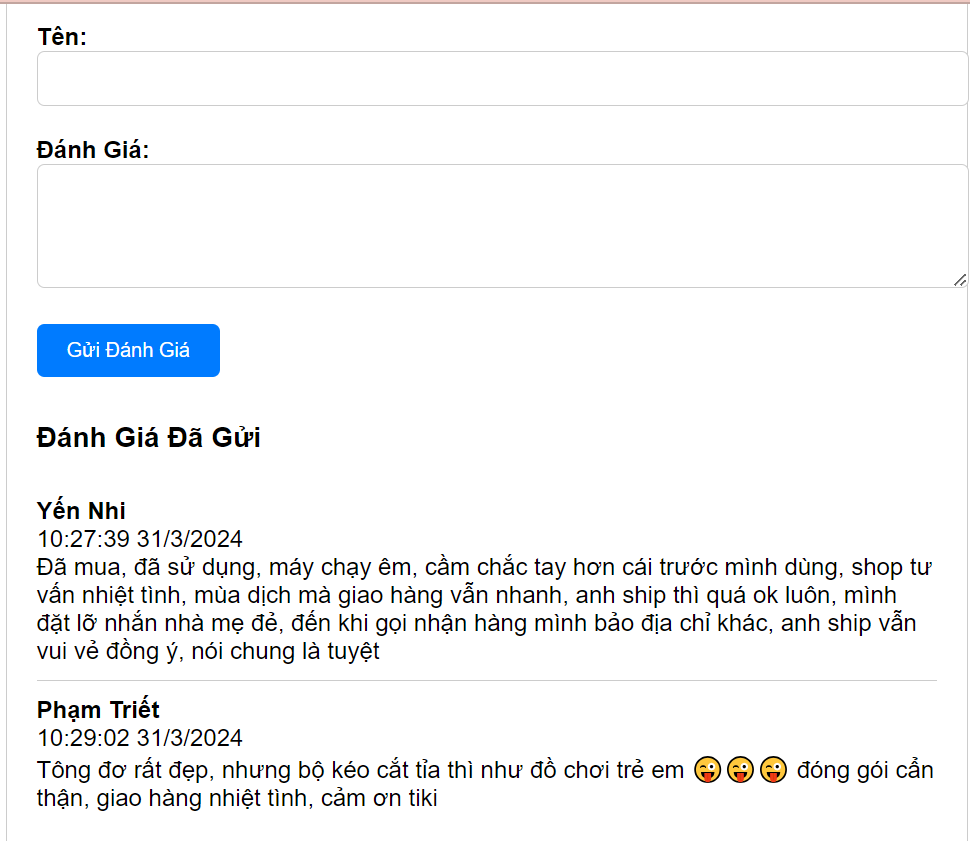 Tên:
Đánh Giá:
Gửi Đánh Giá
Đánh Giá Đã Gửi
Yến Nhi
10:27:39 31/3/2024
Đã mua, đã sử dụng, máy chạy êm, cầm chắc tay hơn cái trước mình dùng, shop tư
vấn nhiệt tình, mùa dịch mà giao hàng vẫn nhanh, anh ship thì quá ok luôn, mình
đặt lỡ nhắn nhà mẹ đẻ, đến khi gọi nhận hàng mình bảo địa chỉ khác, anh ship vẫn
vui vẻ đồng ý, nói chung là tuyệt
Phạm Triết
10:29:02 31/3/2024
Tông đơ rất đẹp, nhưng bộ kéo cắt tỉa thì như đồ chơi trẻ em 😜😜😜 đóng gói cẩn
thận, giao hàng nhiệt tình, cảm ơn tiki